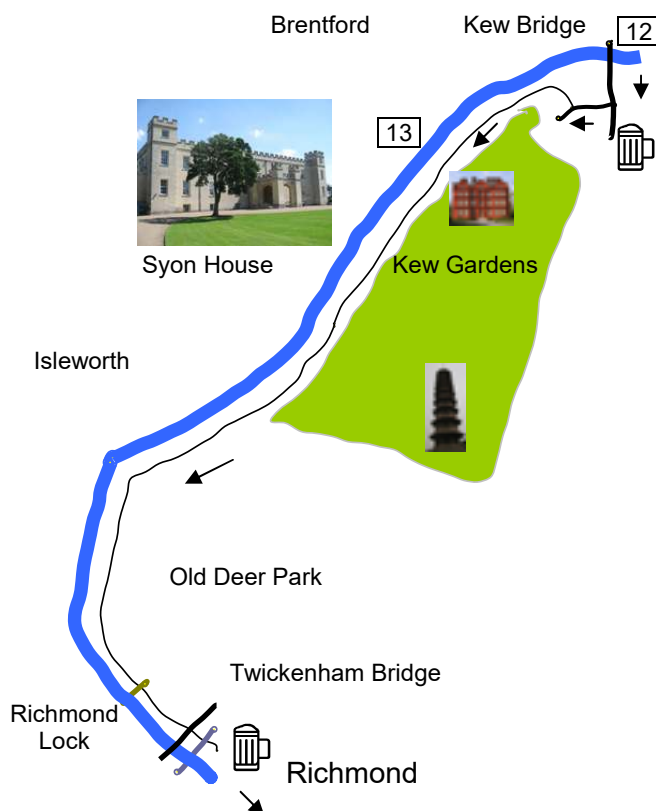 Brentford
Kew Bridge
12
13
Syon House
Kew Gardens
Isleworth
Old Deer Park
Twickenham Bridge
Richmond
Lock
Richmond